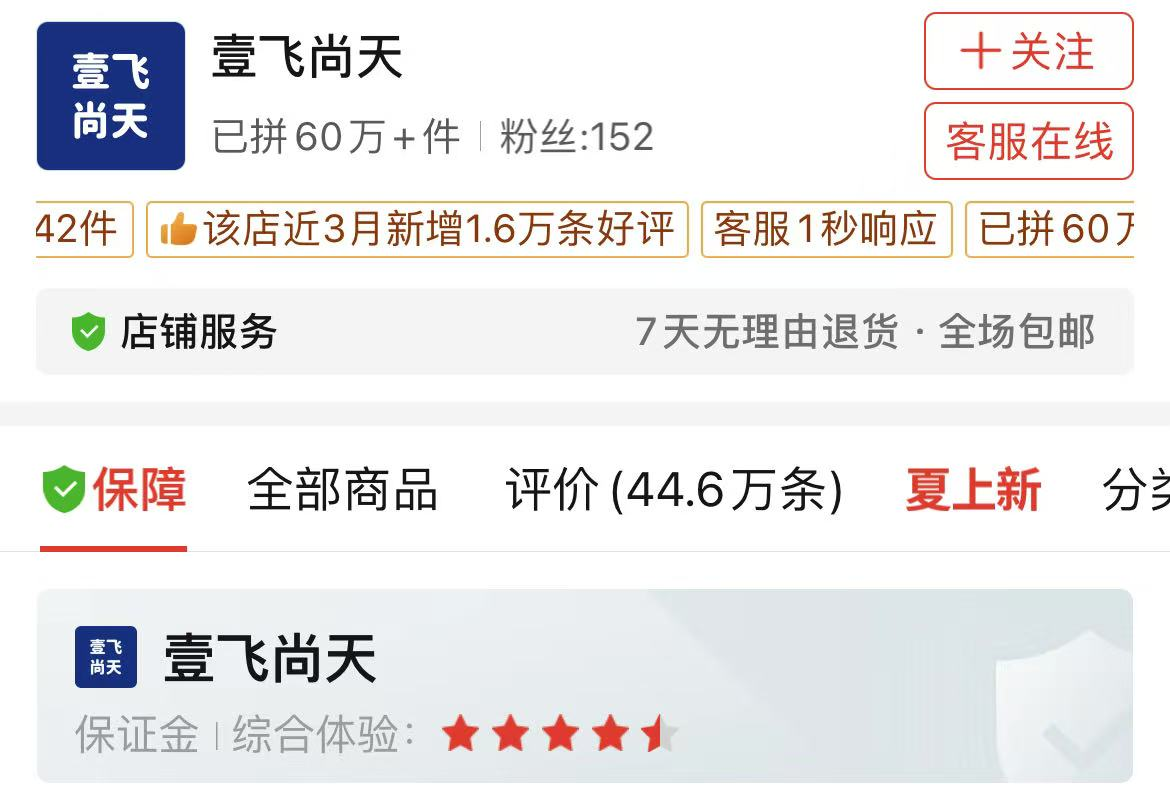 壹飞
尚天
壹飞尚天
已拼60万+件 | 粉丝:152
+关注
客服在线
42件
该店近3月新增1.6万条好评
客服1秒响应
已拼60
店铺服务
7天无理由退货 · 全场包邮
保障
全部商品
评价(44.6万条)
夏上新
分类
壹飞
尚天
壹飞尚天
保证金 | 综合体验: